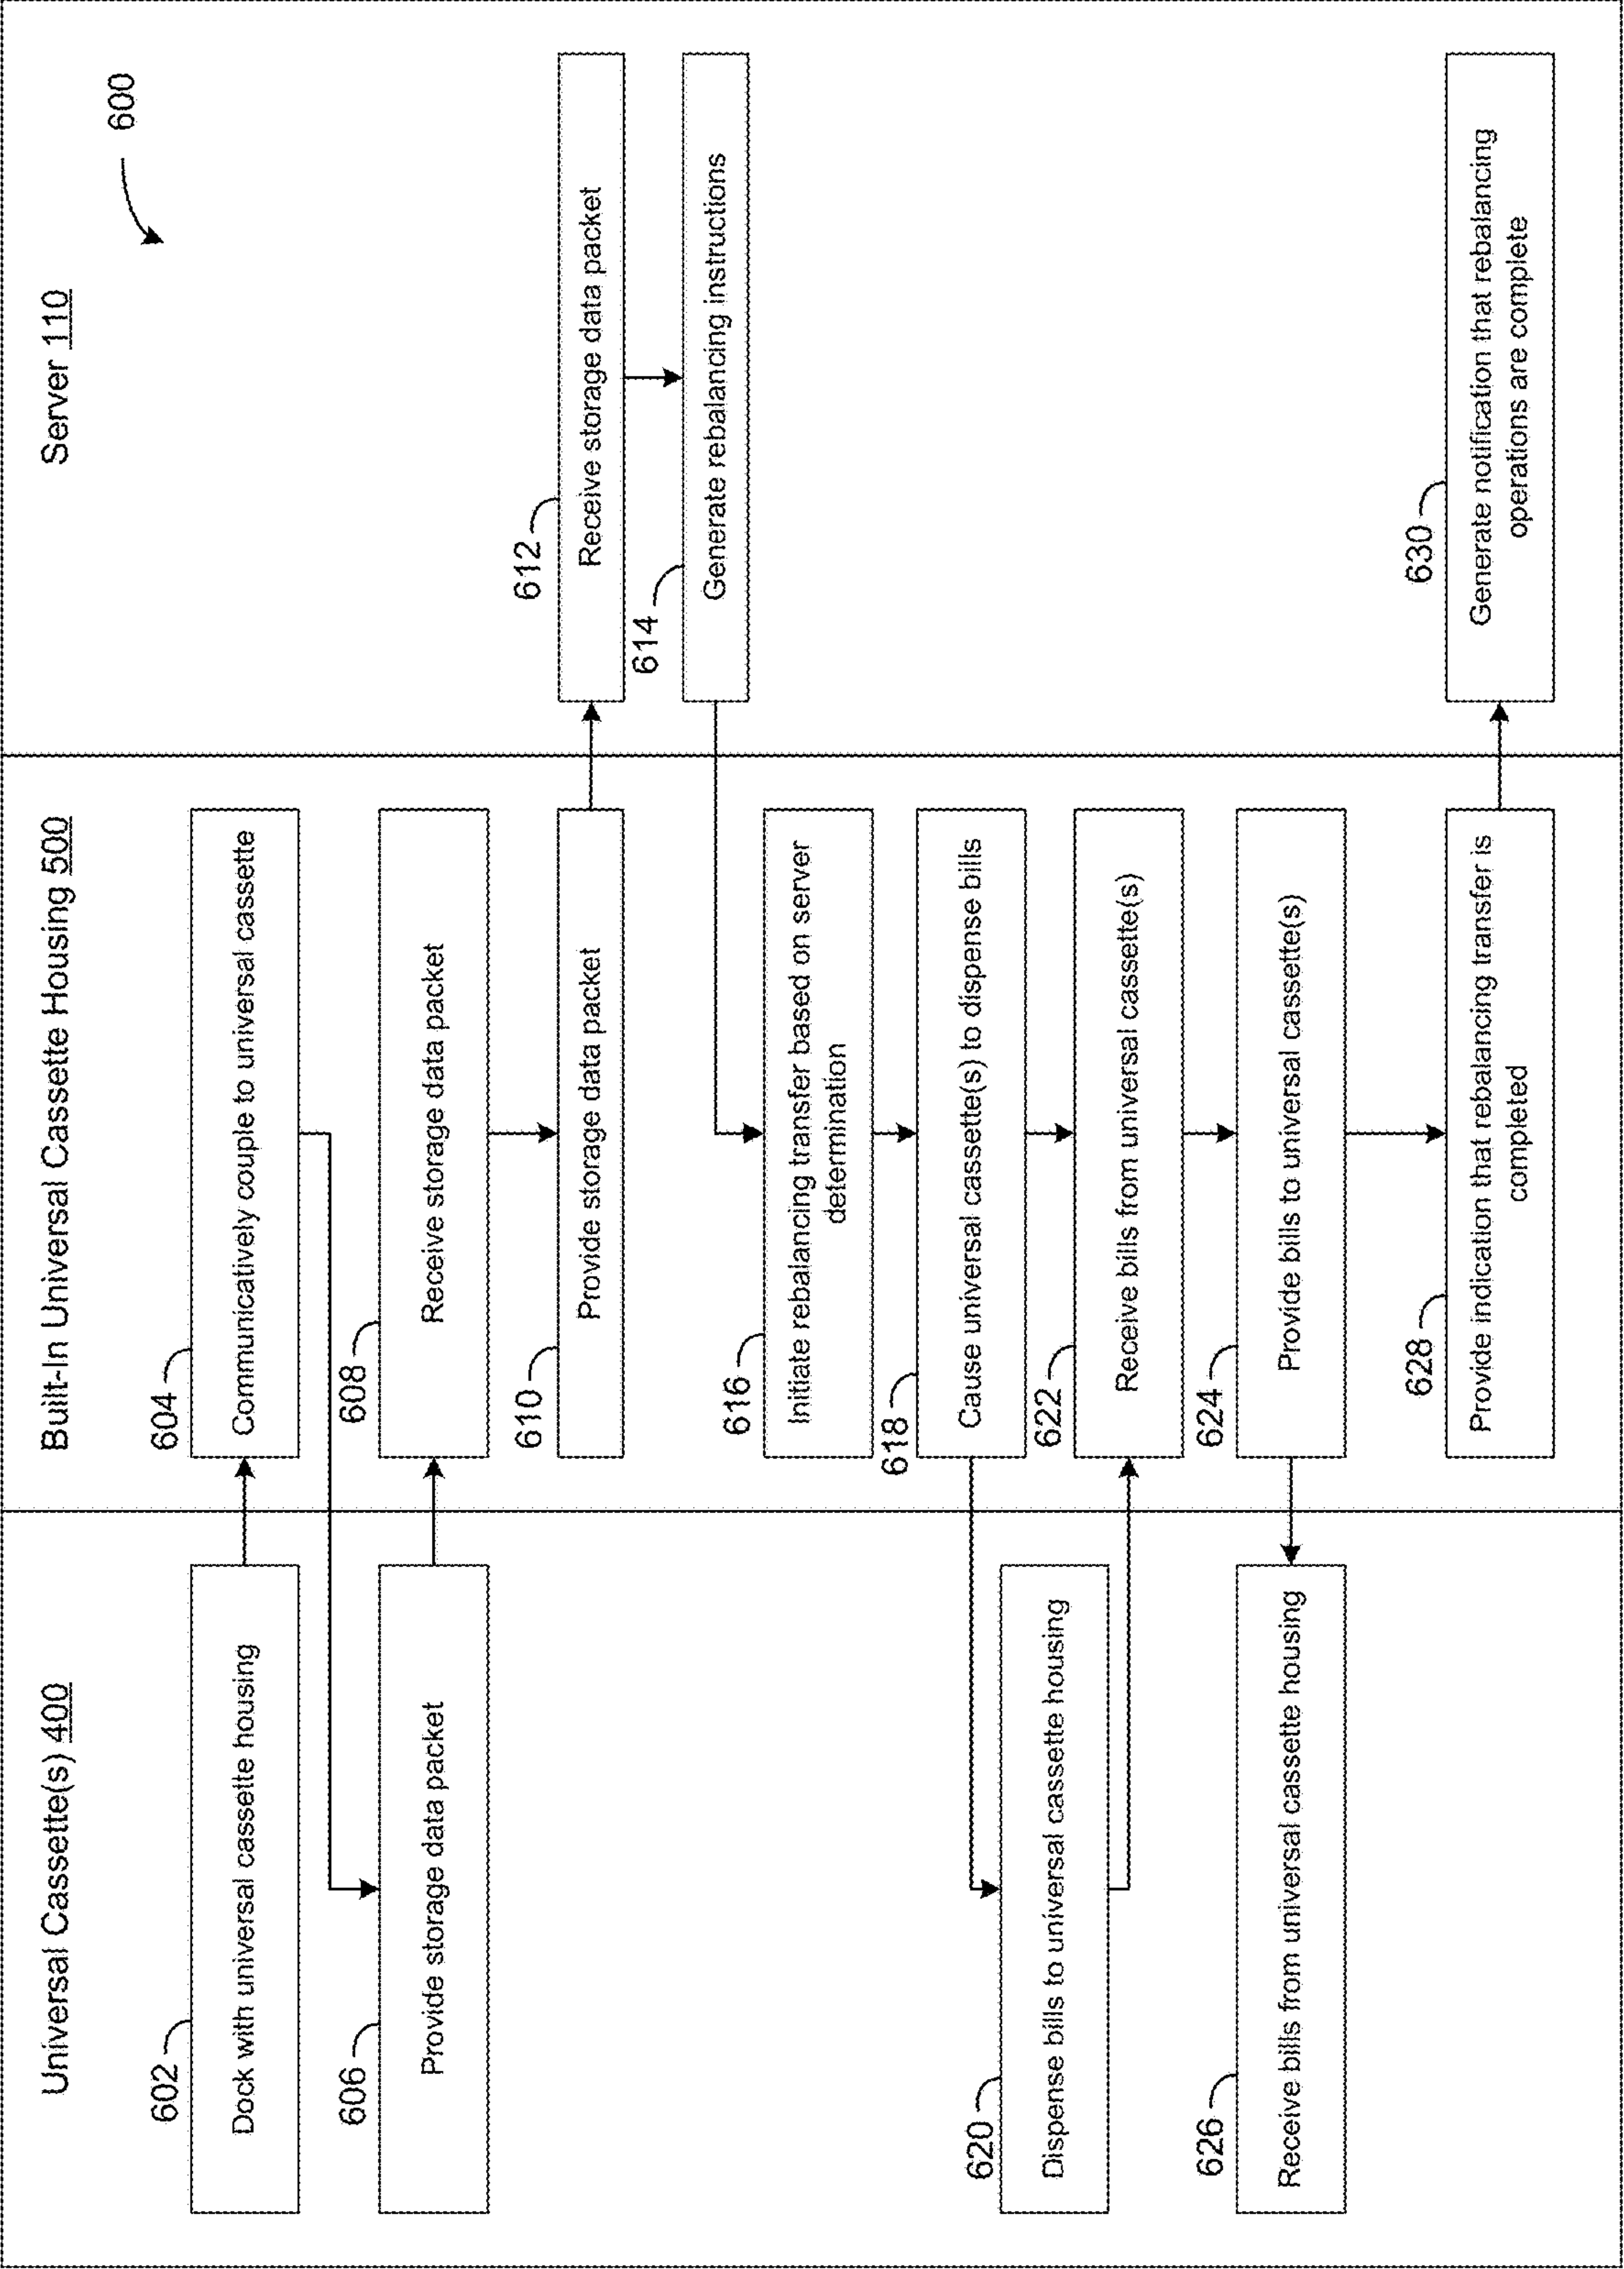 600
Universal Cassette(s) 400
Built-In Universal Cassette Housing 500
Server 110
602
Dock with universal cassette housing
604
Communicatively couple to universal cassette
606
Provide storage data packet
608
Receive storage data packet
610
Provide storage data packet
612
Receive storage data packet
614
Generate rebalancing instructions
616
Initiate rebalancing transfer based on server
determination
618
Cause universal cassette(s) to dispense bills
620
Dispense bills to universal cassette housing
622
Receive bills from universal cassette(s)
624
Provide bills to universal cassette(s)
626
Receive bills from universal cassette housing
628
Provide indication that rebalancing transfer is
completed
630
Generate notification that rebalancing
operations are complete